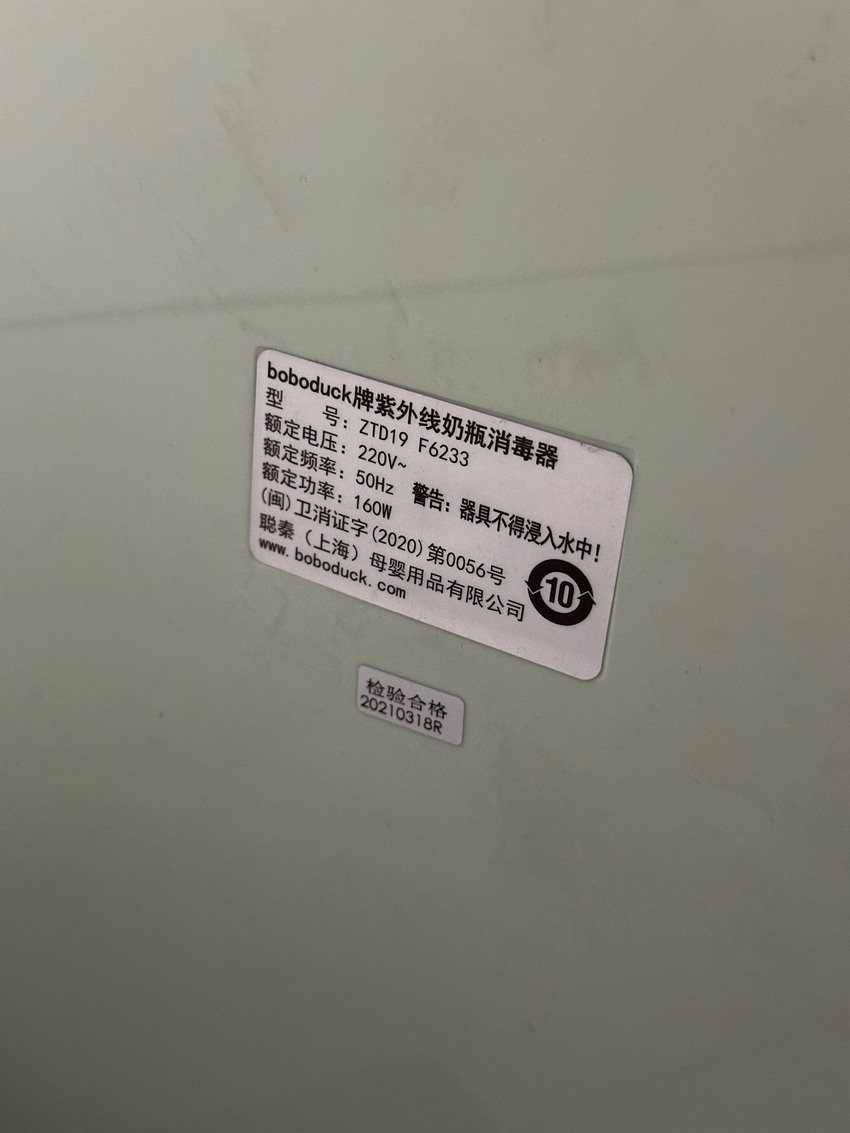 boboduck牌紫外线奶瓶消毒器
型 号：ZTD19 F6233
额定电压：220V~
额定频率：50Hz 警告：器具不得浸入水中！
额定功率：160W
(闽)卫消证字(2020)第0056号
聪秦（上海）母婴用品有限公司
www.boboduck.com
10
检验合格
20210318R